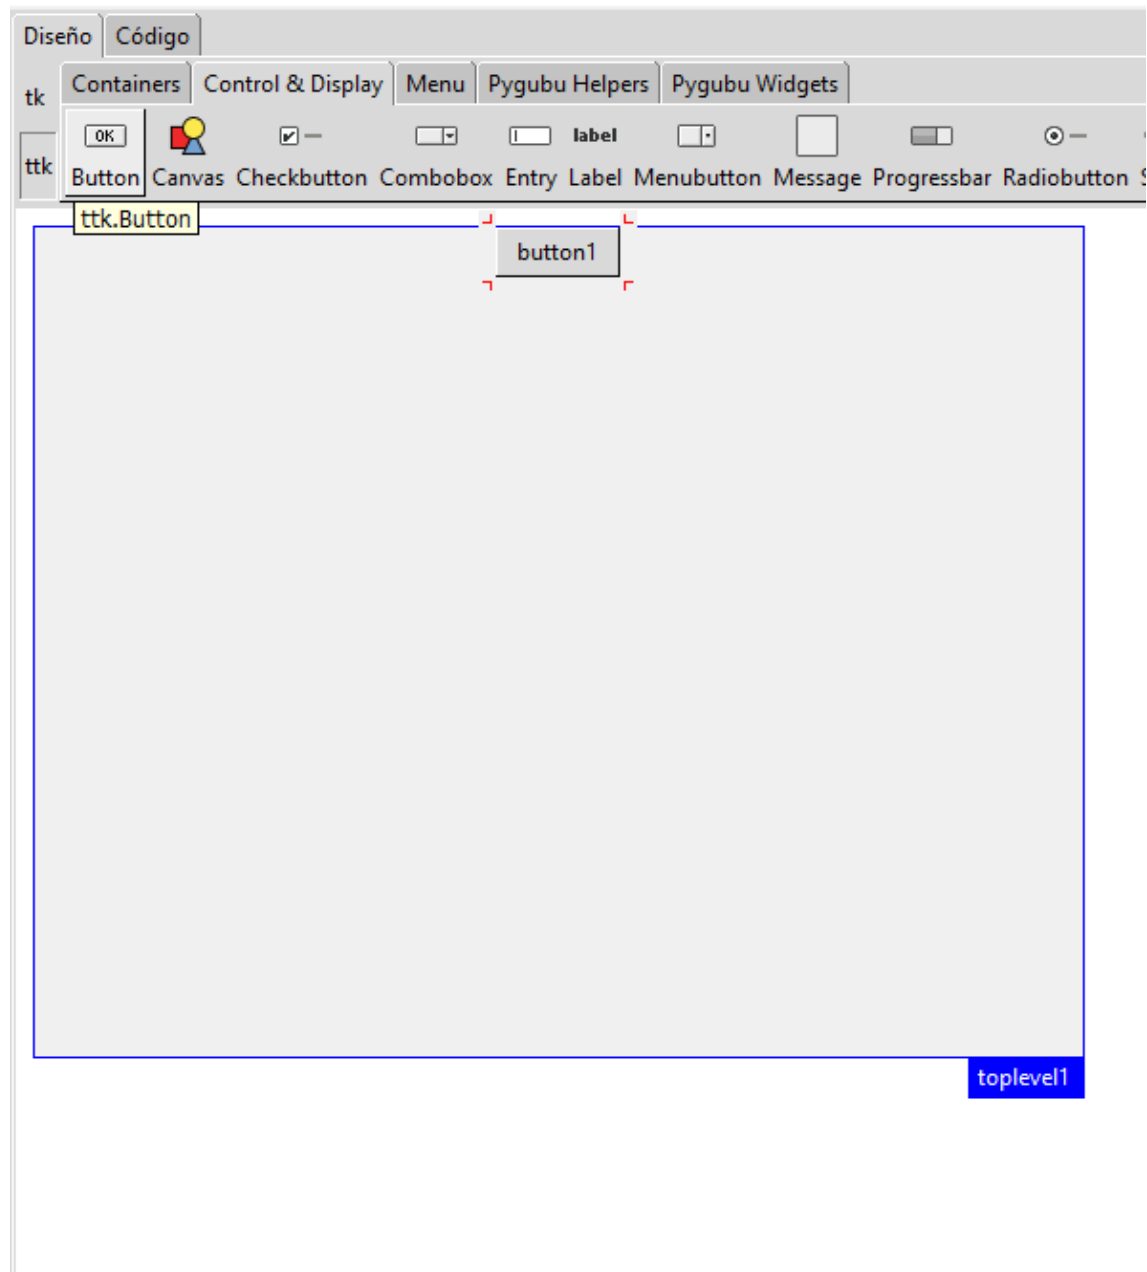 Diseño Código
tk Containers Control & Display Menu Pygubu Helpers Pygubu Widgets
OK label
ttk Button Canvas Checkbutton Combobox Entry Label Menubutton Message Progressbar Radiobutton
ttk.Button
button1
toplevel1